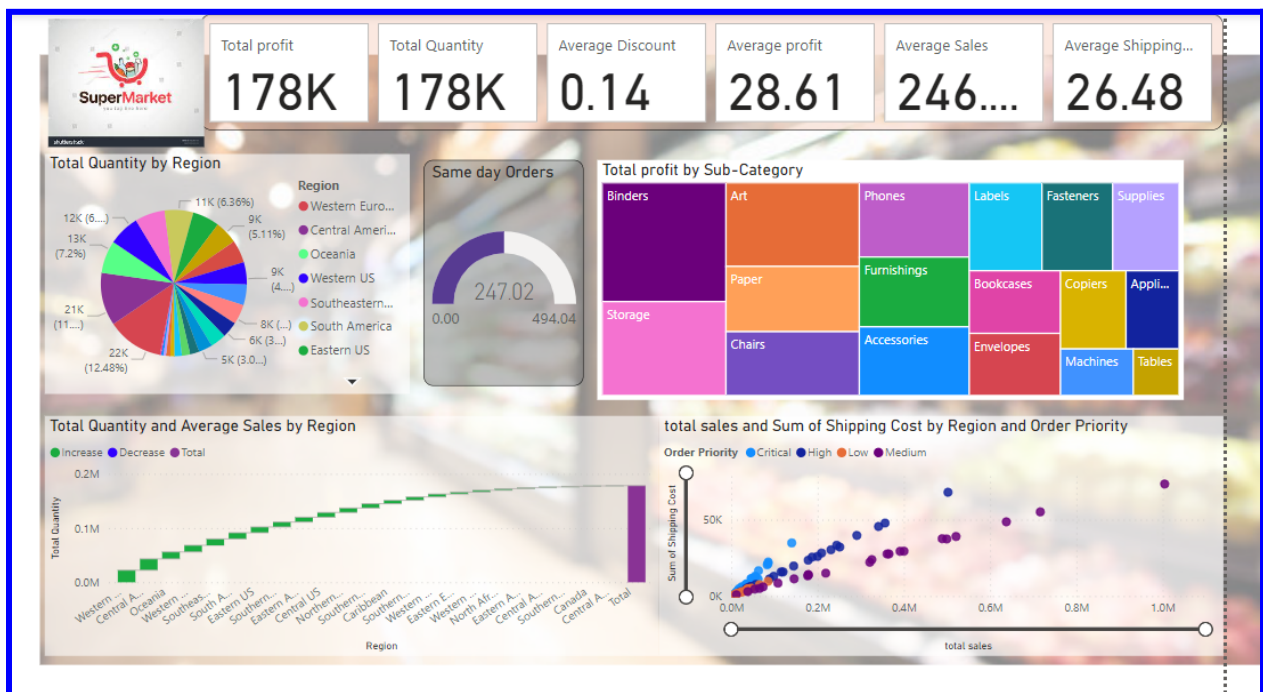 SuperMarket
Total profit
178K
Total Quantity
178K
Average Discount
0.14
Average profit
28.61
Average Sales
246....
Average Shipping...
26.48
Total Quantity by Region
11K (6.36%)
9K
(5.11%)
9K
(4....)
8K (...)
6K (3...)
5K (3.0...)
22K
(12.48%)
21K
(11....)
13K
(7.2%)
12K (6....)
Region
Western Euro...
Central Ameri...
Oceania
Western US
Southeastern...
South America
Eastern US
Same day Orders
247.02
0.00
494.04
Total profit by Sub-Category
Binders
Storage
Art
Paper
Chairs
Phones
Furnishings
Accessories
Labels
Fasteners
Supplies
Bookcases
Envelopes
Copiers
Appli...
Machines
Tables
Total Quantity and Average Sales by Region
Increase
Decrease
Total
Total Quantity
0.2M
0.1M
0.0M
Western ...
Central A...
Oceania
Western ...
Southeas...
South A...
Eastern US
Southern...
Eastern A...
Central US
Northern...
Southern...
Caribbean
Southern...
Western ...
Eastern E...
Western ...
North Afr...
Eastern A...
Central A...
Southern...
Canada
Central A...
Total
Region
total sales and Sum of Shipping Cost by Region and Order Priority
Order Priority
Critical
High
Low
Medium
Sum of Shipping Cost
50K
0K
0.0M
0.2M
0.4M
0.6M
0.8M
1.0M
total sales